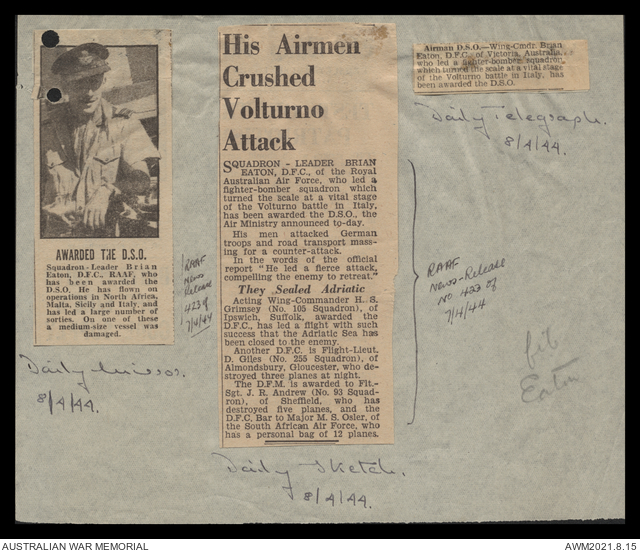 AWARDED THE D.S.O.
Squadron-Leader Brian
Eaton, D.F.C., RAAF, who
has been awarded the
D.S.O. He has flown on
operations in North Africa,
Malta, Sicily and Italy, and
has led a large number of
sorties. On one of these
a medium-size vessel was
damaged.
RAAF
News
Release
423 of
7/4/44
Daily Mirror.
8/4/44.
His Airmen
Crushed
Volturno
Attack
SQUADRON - LEADER BRIAN
EATON, D.F.C., of the Royal
Australian Air Force, who led a
fighter-bomber squadron which
turned the scale at a vital stage
of the Volturno battle in Italy,
has been awarded the D.S.O., the
Air Ministry announced to-day.
His men attacked German
troops and road transport mass-
ing for a counter-attack.
In the words of the official
report "He led a fierce attack,
compelling the enemy to retreat."
They Sealed Adriatic
Acting Wing-Commander H. S.
Grimsey (No. 105 Squadron), of
Ipswich, Suffolk, awarded the
D.F.C., has led a flight with such
success that the Adriatic Sea has
been closed to the enemy.
Another D.F.C. is Flight-Lieut.
D. Giles (No. 255 Squadron), of
Almondsbury, Gloucester, who de-
stroyed three planes at night.
The D.F.M. is awarded to Flt.-
Sgt. J. R. Andrew (No. 93 Squad-
ron), of Sheffield, who has
destroyed five planes, and the
D.F.C. Bar to Major M. S. Osler, of
the South African Air Force, who
has a personal bag of 12 planes.
Daily Sketch.
8/4/44.
Airman D.S.O.—Wing-Cmdr. Brian
Eaton, D.F.C., of Victoria, Australia,
who led a fighter-bomber squadron,
which turned the scale at a vital stage
of the Volturno battle in Italy, has
been awarded the D.S.O.
Daily Telegraph.
8/4/44.
RAAF
News-Release
No 423 of
7/4/44
Eaton
AUSTRALIAN WAR MEMORIAL
AWM2021.8.15